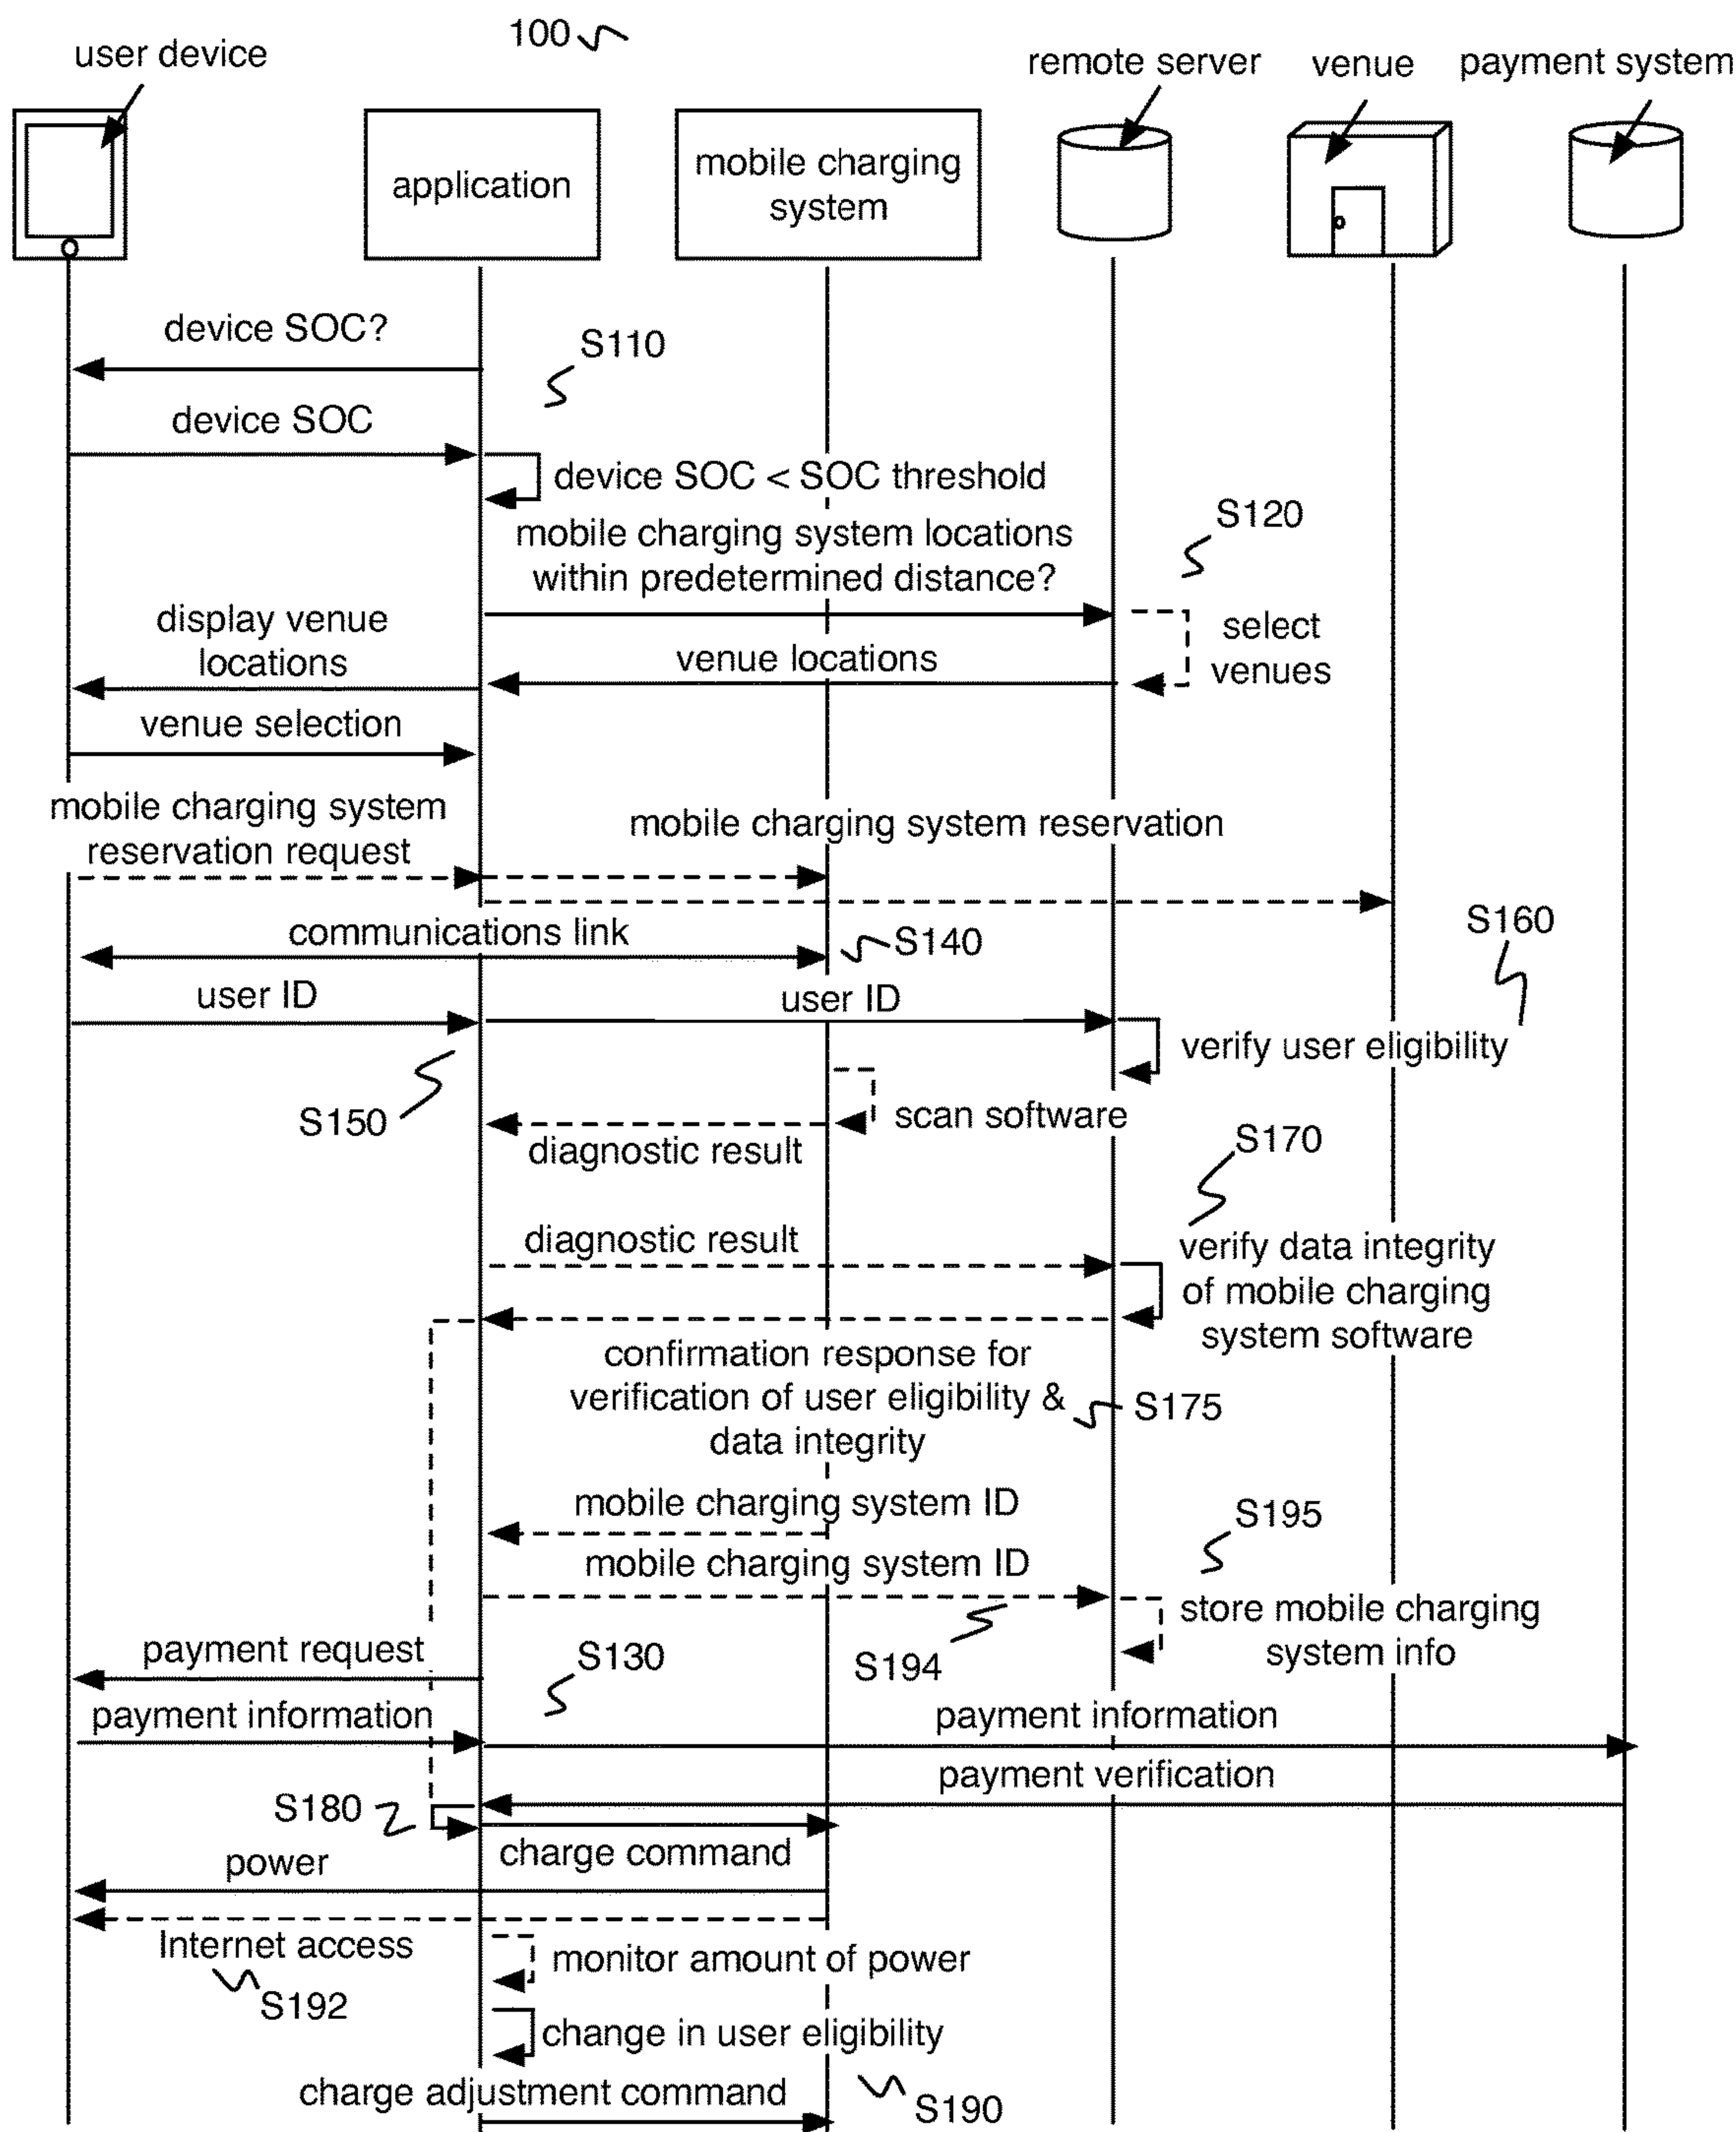 100
user device
remote server
venue
payment system
application
mobile charging
system
device SOC?
S110
device SOC
device SOC < SOC threshold
S120
mobile charging system locations
within predetermined distance?
display venue
locations
select
venues
venue locations
venue selection
mobile charging system
reservation request
mobile charging system reservation
communications link
S140
S160
user ID
user ID
verify user eligibility
S150
scan software
diagnostic result
S170
diagnostic result
verify data integrity
of mobile charging
system software
confirmation response for
verification of user eligibility &
data integrity
S175
mobile charging system ID
S195
mobile charging system ID
store mobile charging
system info
S194
payment request
S130
payment information
payment information
payment verification
S180
charge command
power
Internet access
monitor amount of power
S192
change in user eligibility
charge adjustment command
S190